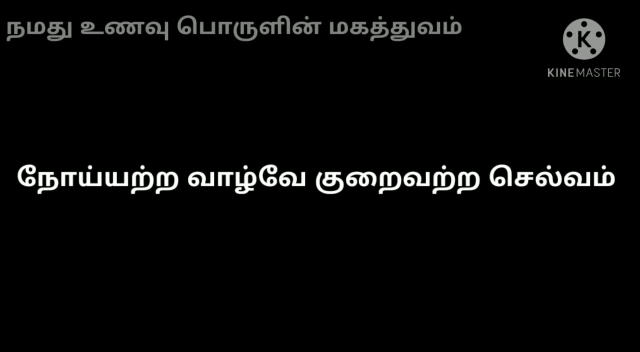 நமது உணவு பொருளின் மகத்துவம்
KINEMASTER
நோய்யற்ற வாழ்வே குறைவற்ற செல்வம்